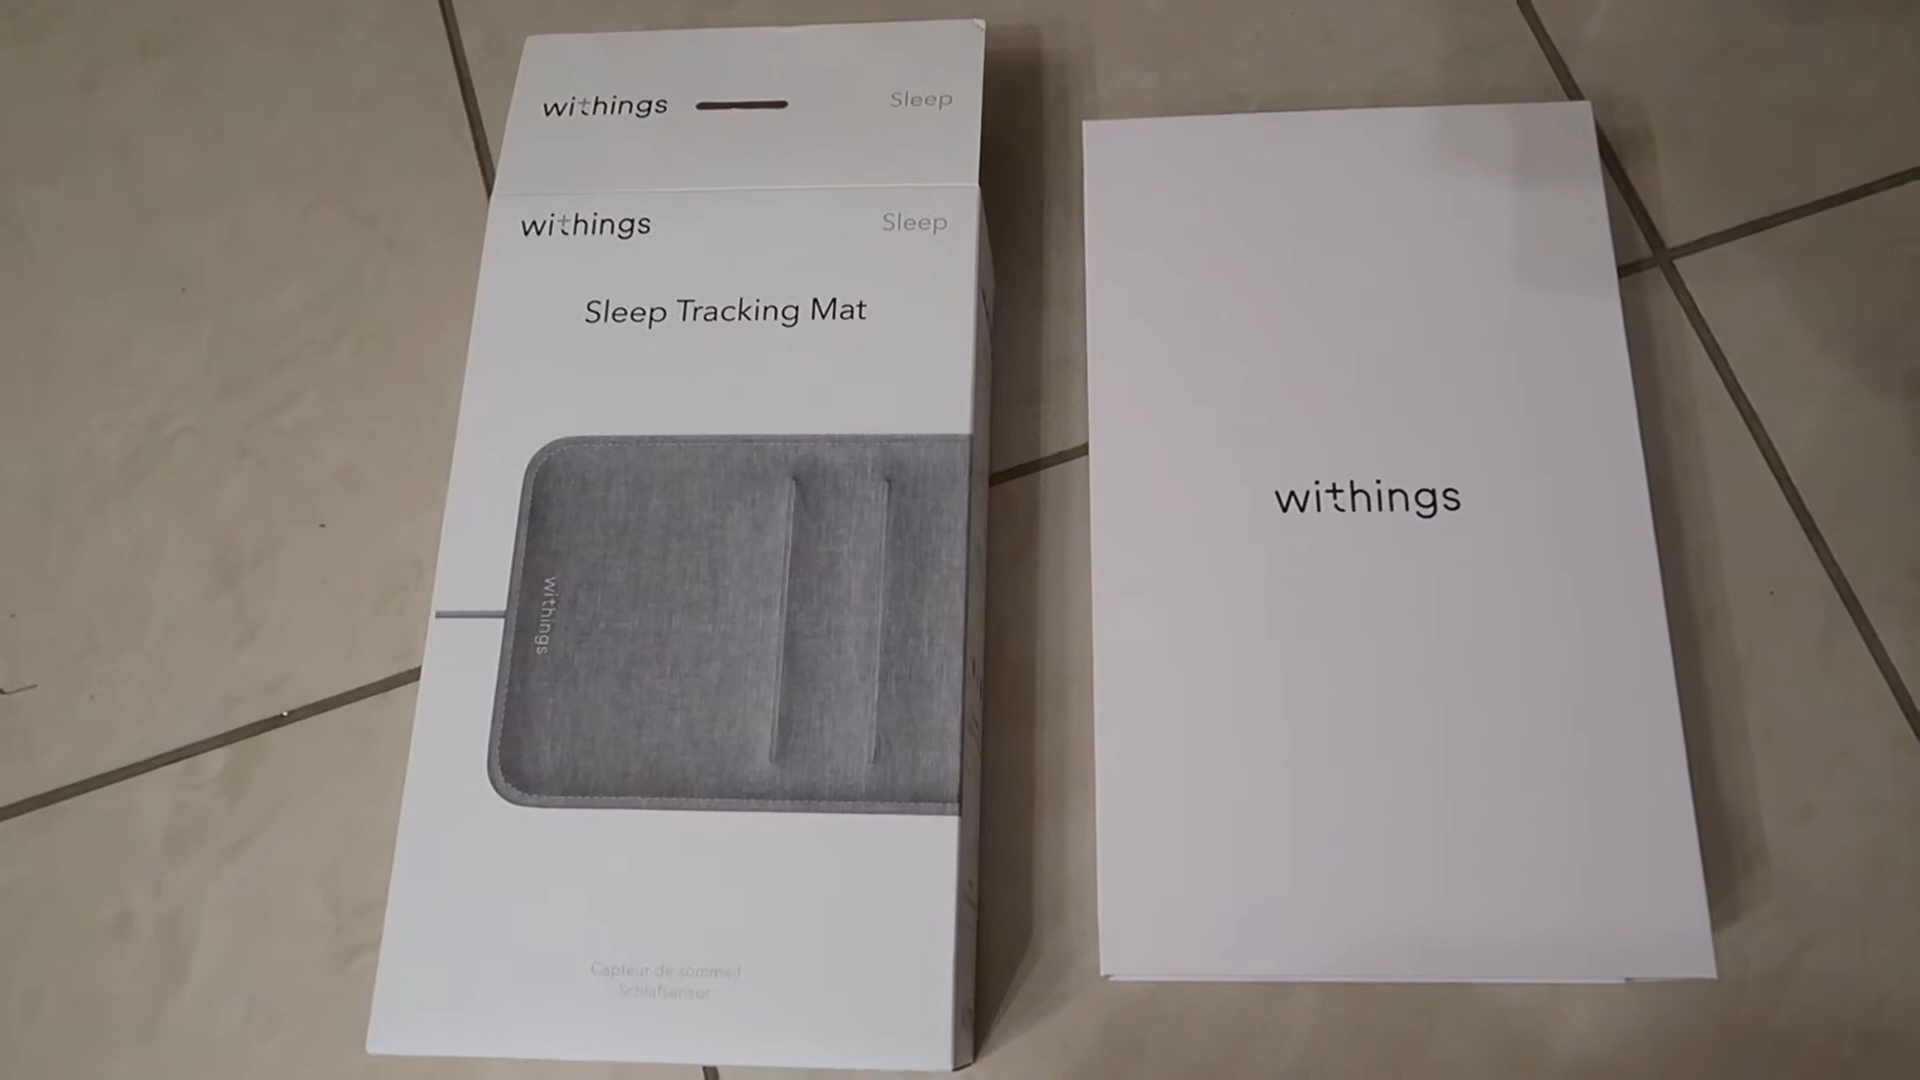 withings Sleep
withings Sleep
Sleep Tracking Mat
withings
Capteur de sommeil
Schlafsensor
withings